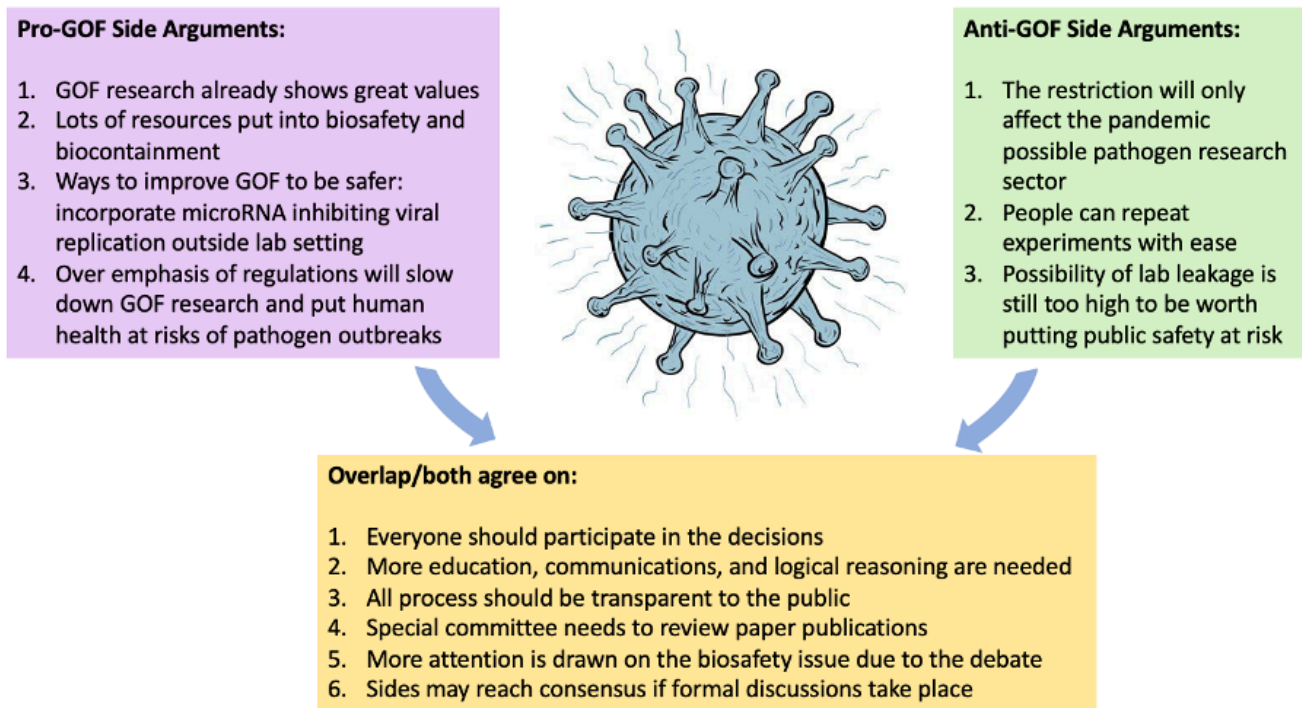 Pro-GOF Side Arguments:
1. GOF research already shows great values
2. Lots of resources put into biosafety and
biocontainment
3. Ways to improve GOF to be safer:
incorporate microRNA inhibiting viral
replication outside lab setting
4. Over emphasis of regulations will slow
down GOF research and put human
health at risks of pathogen outbreaks
Anti-GOF Side Arguments:
1. The restriction will only
affect the pandemic
possible pathogen research
sector
2. People can repeat
experiments with ease
3. Possibility of lab leakage is
still too high to be worth
putting public safety at risk
Overlap/both agree on:
1. Everyone should participate in the decisions
2. More education, communications, and logical reasoning are needed
3. All process should be transparent to the public
4. Special committee needs to review paper publications
5. More attention is drawn on the biosafety issue due to the debate
6. Sides may reach consensus if formal discussions take place